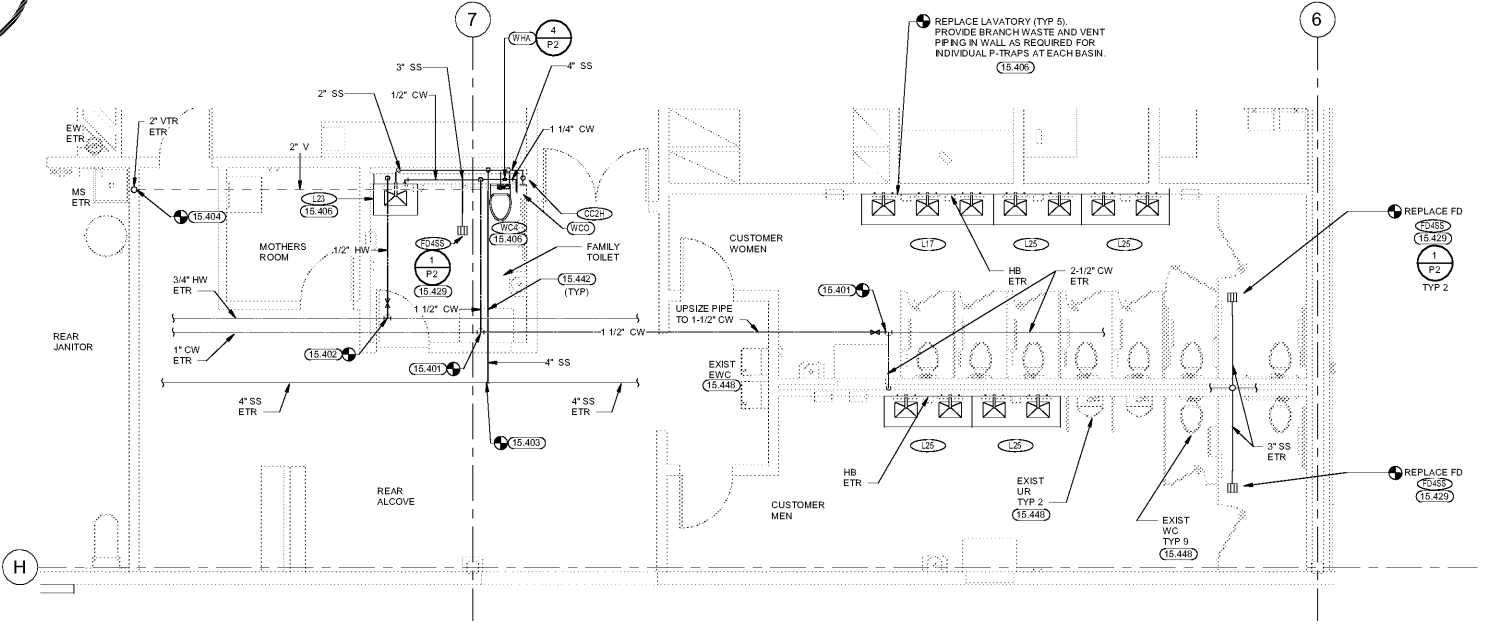 7
6
4
P2
WHA
REPLACE LAVATORY (TYP 5).
PROVIDE BRANCH WASTE AND VENT
PIPING IN WALL AS REQUIRED FOR
INDIVIDUAL P-TRAPS AT EACH BASIN.
15.406
3" SS
4" SS
2" SS
1/2" CW
1 1/4" CW
EW
ETR
2" VTR
ETR
2" V
MS
ETR
15.404
L23
15.406
CC2H
WCO
WC4
15.406
MOTHERS
ROOM
1/2" HW
FD4SS
1
P2
15.429
FAMILY
TOILET
15.442
(TYP)
CUSTOMER
WOMEN
L17
L25
L25
HB
ETR
2-1/2" CW
ETR
REPLACE FD
FD4SS
15.429
1
P2
TYP 2
3/4" HW
ETR
1 1/2" CW
15.401
UPSIZE PIPE
TO 1-1/2" CW
1 1/2" CW
REAR
JANITOR
1" CW
ETR
15.402
15.401
4" SS
EXIST
EWC
15.448
4" SS
ETR
4" SS
ETR
15.403
L25
L25
3" SS
ETR
HB
ETR
REAR
ALCOVE
CUSTOMER
MEN
EXIST
UR
TYP 2
15.448
EXIST
WC
TYP 9
15.448
REPLACE FD
FD4SS
15.429
H